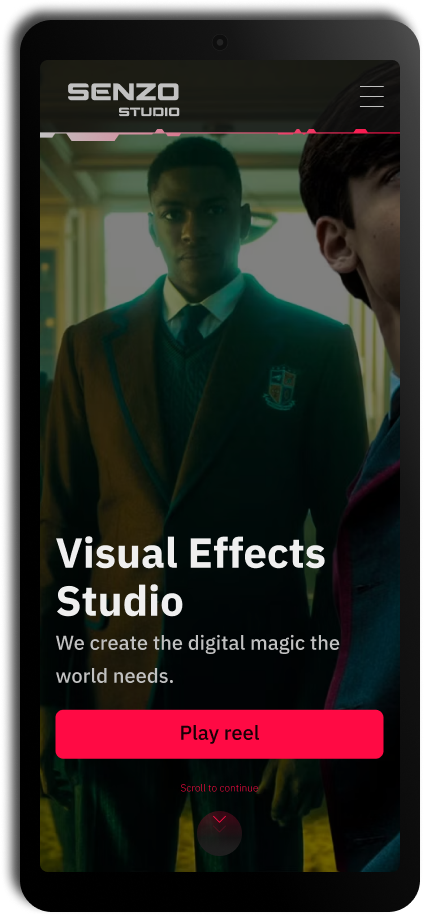 SENZO
STUDIO
Visual Effects
Studio
We create the digital magic the
world needs.
Play reel
Scroll to continue